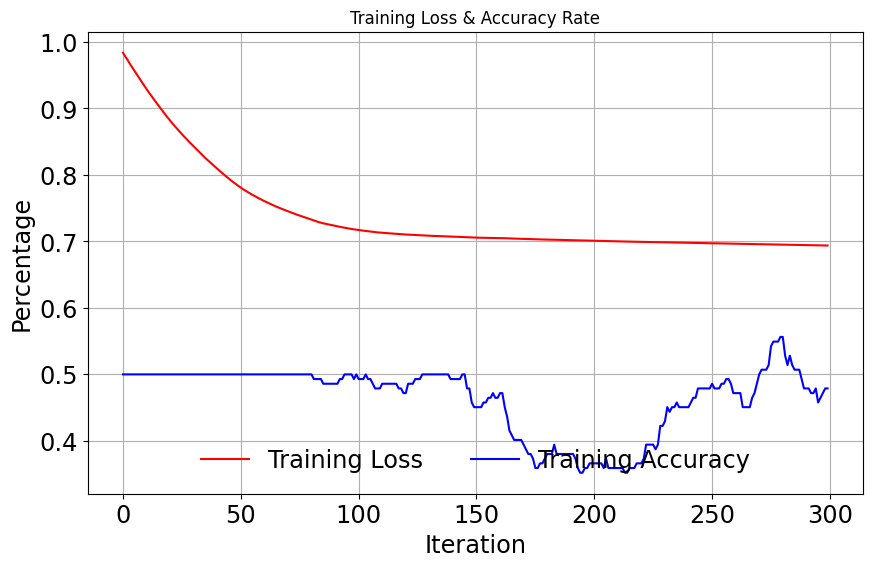 Training Loss & Accuracy Rate
1.0
0.9
0.8
0.7
0.6
0.5
0.4
Percentage
Training Loss
Training Accuracy
0 50 100 150 200 250 300
Iteration